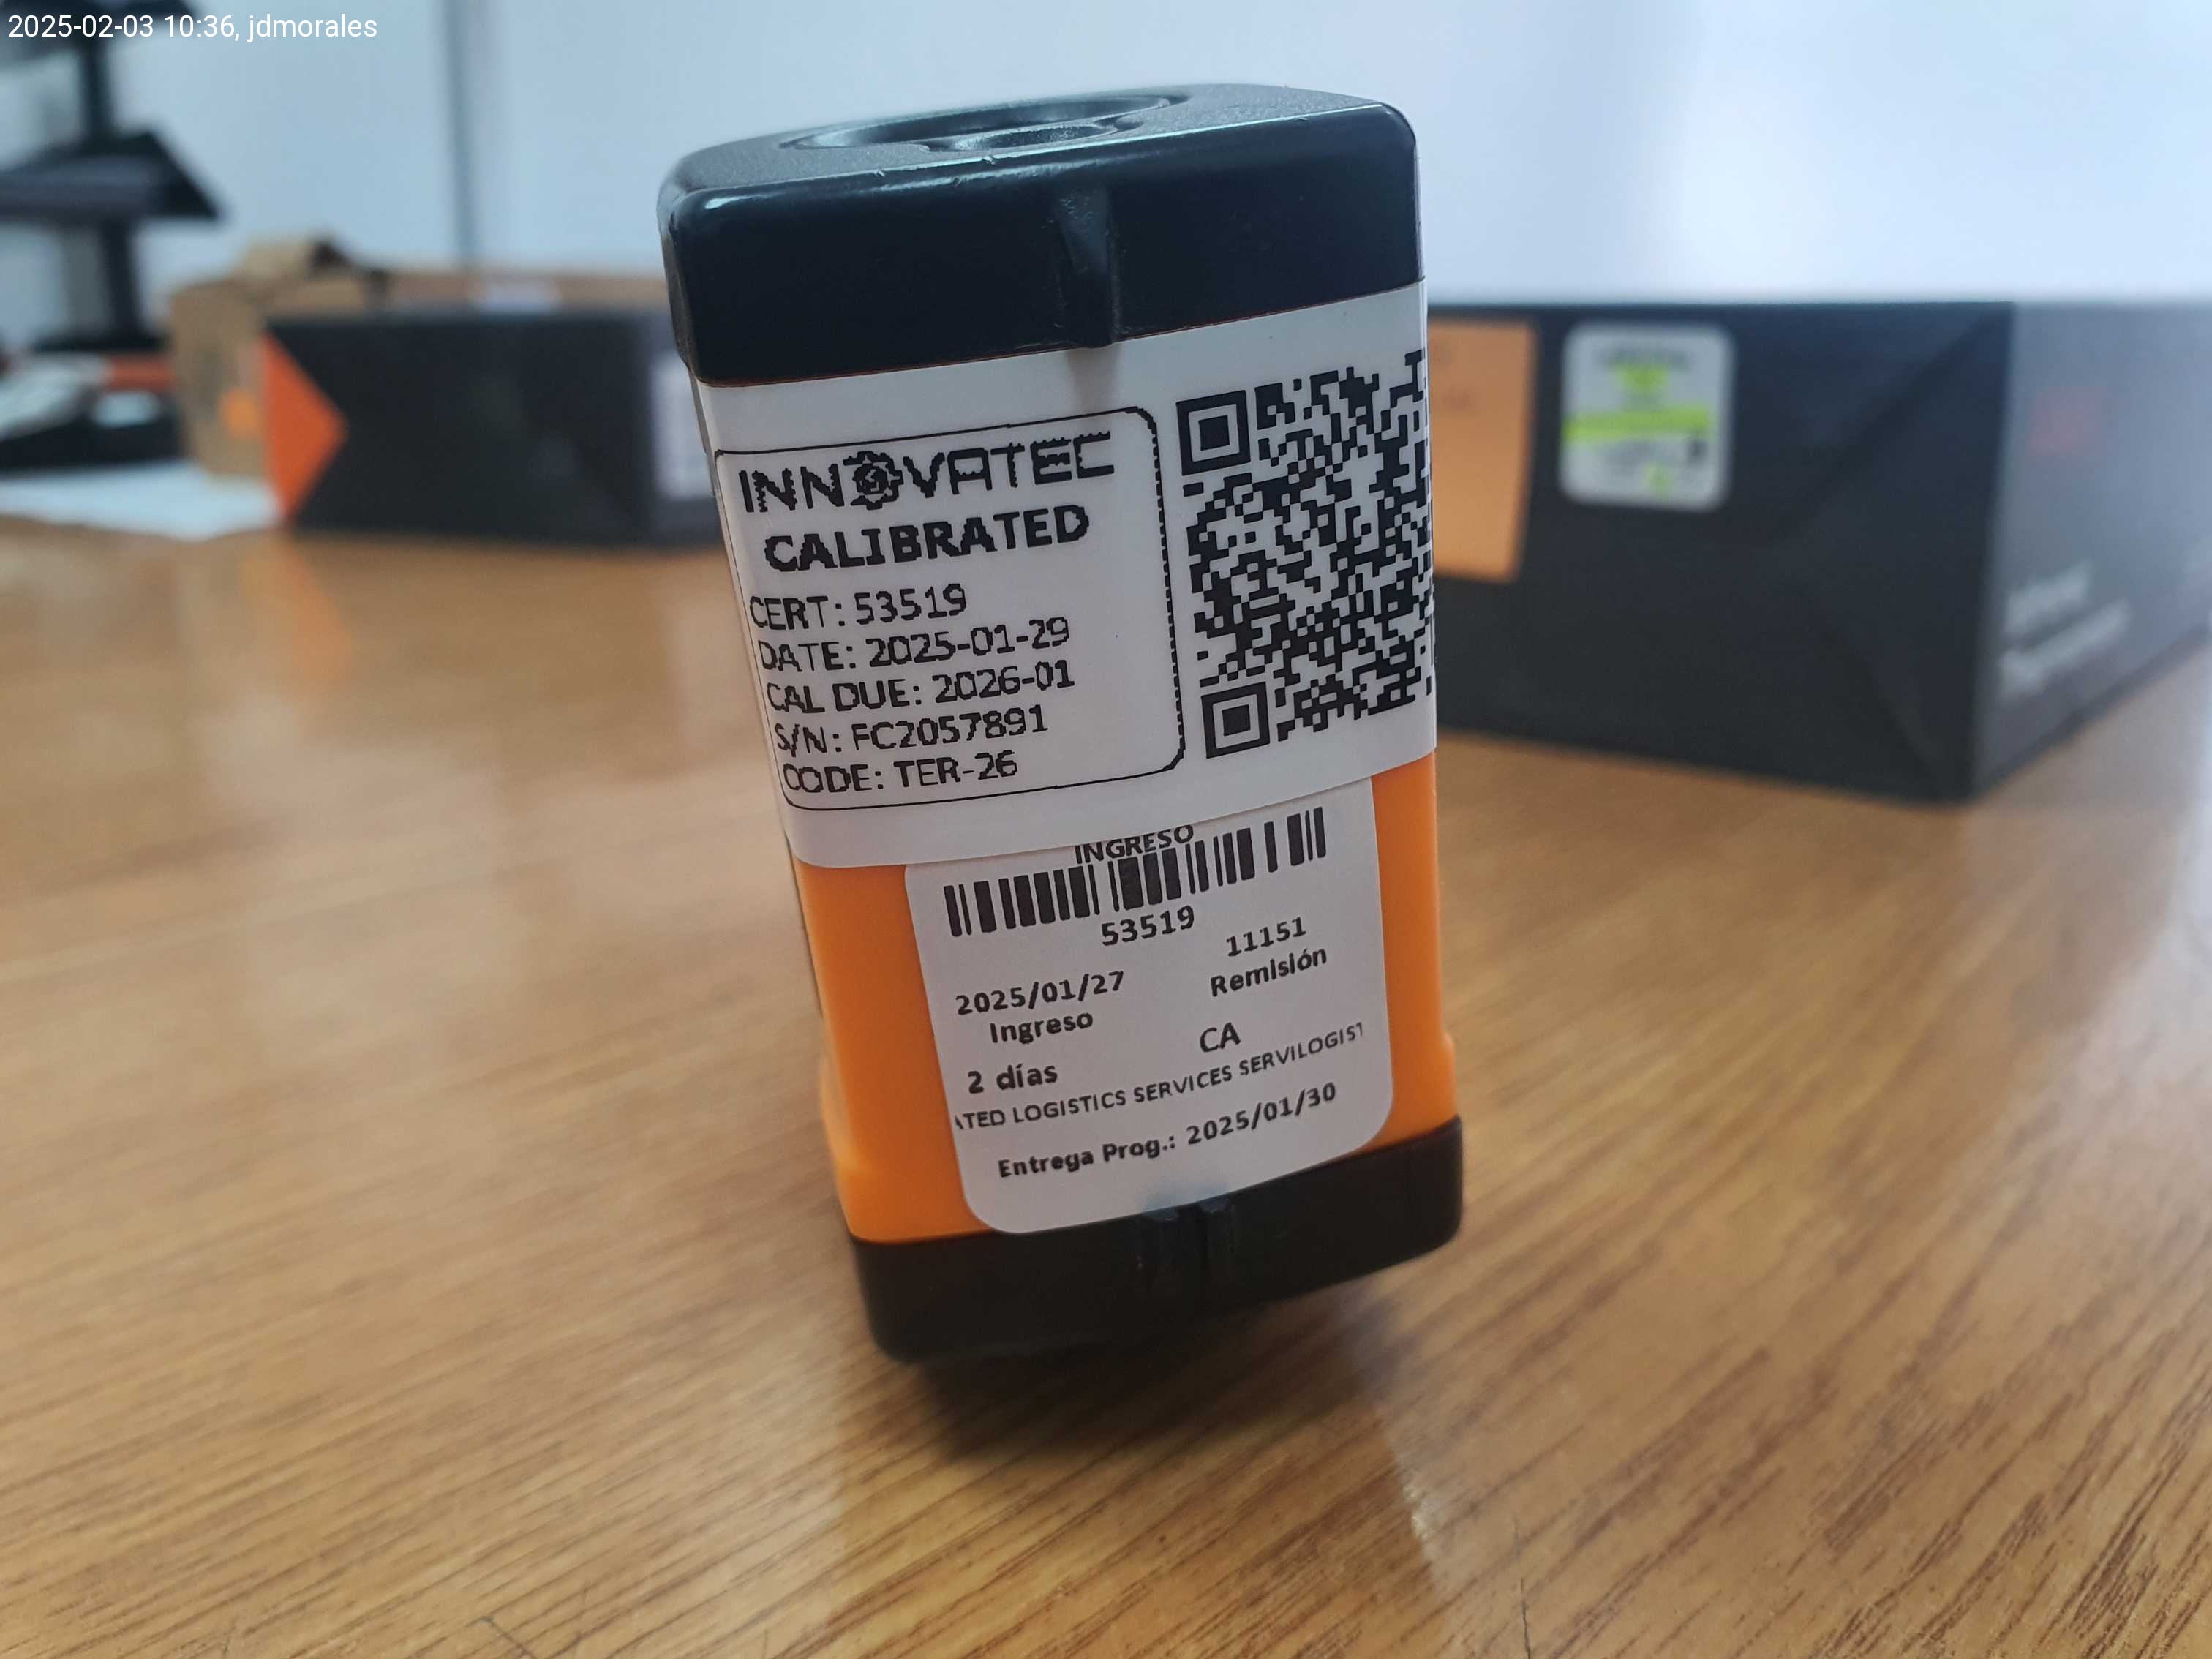 2025-02-03 10:36, jdmorales
INNOVATEC
CALIBRATED
CERT: 53519
DATE: 2025-01-29
CAL DUE: 2026-01
S/N: FC2057891
CODE: TER-26
INGRESO
53519
2025/01/27 11151
Ingreso Remisión
2 días CA
ATED LOGISTICS SERVICES SERVILOGIST
Entrega Prog.: 2025/01/30